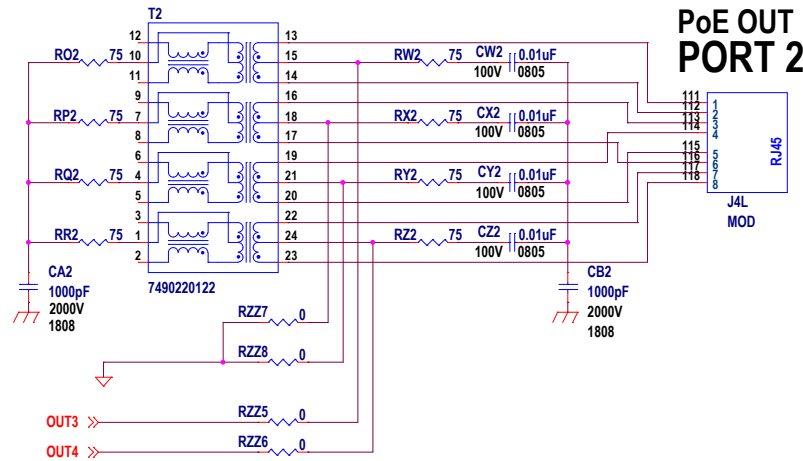 T2
PoE OUT
PORT 2
12 13
RO2 75 10 15 RW2 75 CW2 0.01uF
11 14 100V 0805
9 16
RP2 75 7 18 RX2 75 CX2 0.01uF
8 17 100V 0805
6 19
RQ2 75 4 21 RY2 75 CY2 0.01uF
5 20 100V 0805
3 22
RR2 75 1 24 RZ2 75 CZ2 0.01uF
2 23 100V 0805
111 1
112 2
113 3
114 4
115 5
116 6
117 7
118 8
RJ45
J4L
MOD
CA2
1000pF
2000V
1808
7490220122
CB2
1000pF
2000V
1808
RZZ7 0
RZZ8 0
OUT3 RZZ5 0
OUT4 RZZ6 0